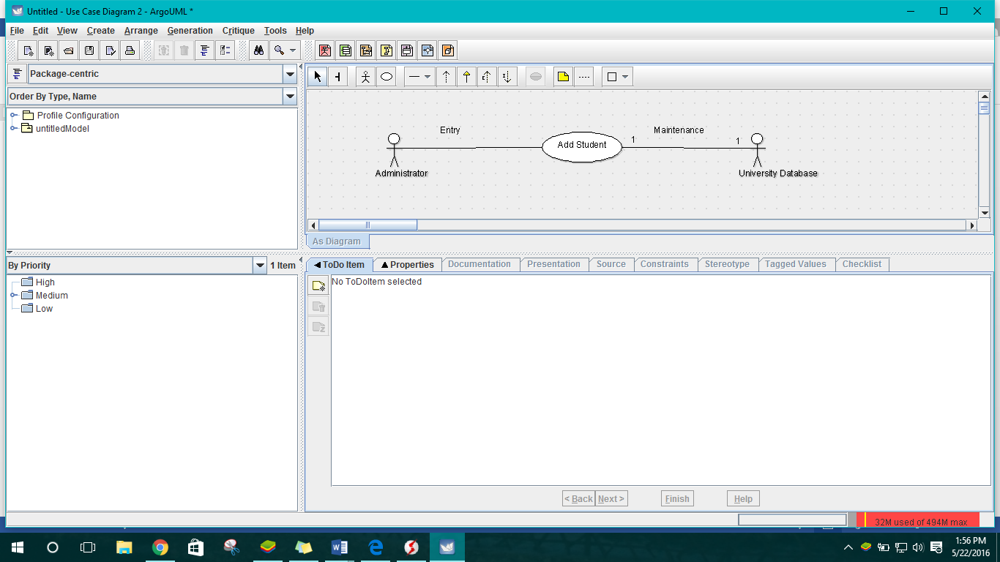 Untitled - Use Case Diagram 2 - ArgoUML *
File Edit View Create Arrange Generation Critique Tools Help
Package-centric
Order By Type, Name
Profile Configuration
untitledModel
Entry
Add Student
1
Maintenance
1
Administrator
University Database
As Diagram
By Priority
1 Item
High
Medium
Low
ToDo Item Properties Documentation Presentation Source Constraints Stereotype Tagged Values Checklist
No ToDoItem selected
< Back Next > Finish Help
32M used of 494M max
1:56 PM
5/22/2016